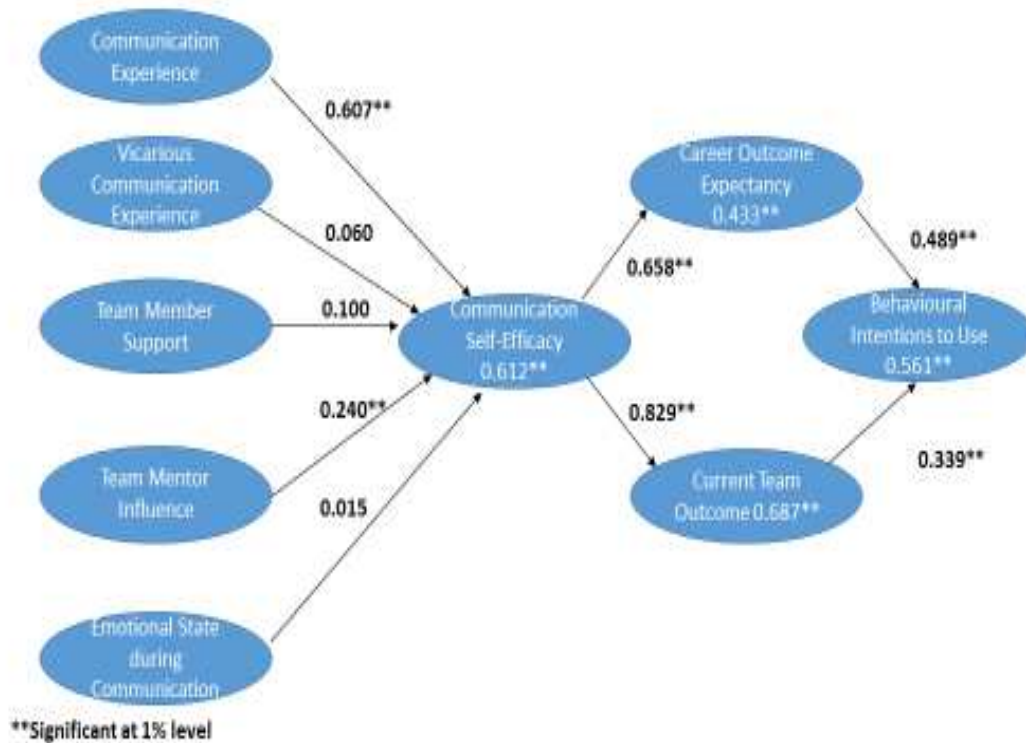 Communication
Experience
0.607**
Vicarious
Communication
Experience
0.060
Team Member
Support
0.100
Team Mentor
Influence
0.240**
Emotional State
during
Communication
0.015
Communication
Self-Efficacy
0.612**
0.658**
0.829**
Career Outcome
Expectancy
0.433**
Current Team
Outcome 0.687**
0.489**
0.339**
Behavioural
Intentions to Use
0.561**
**Significant at 1% level